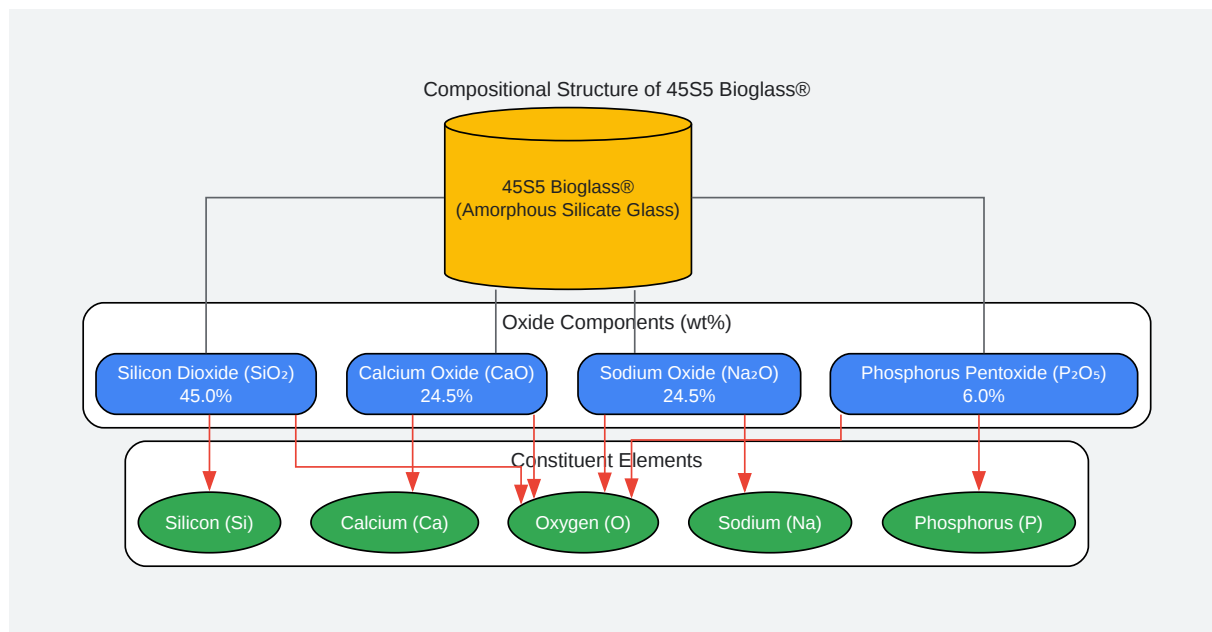 Compositional Structure of 45S5 Bioglass®
45S5 Bioglass®
(Amorphous Silicate Glass)
Oxide Components (wt%)
Silicon Dioxide (SiO₂)
45.0%
Calcium Oxide (CaO)
24.5%
Sodium Oxide (Na₂O)
24.5%
Phosphorus Pentoxide (P₂O₅)
6.0%
Constituent Elements
Silicon (Si)
Calcium (Ca)
Oxygen (O)
Sodium (Na)
Phosphorus (P)